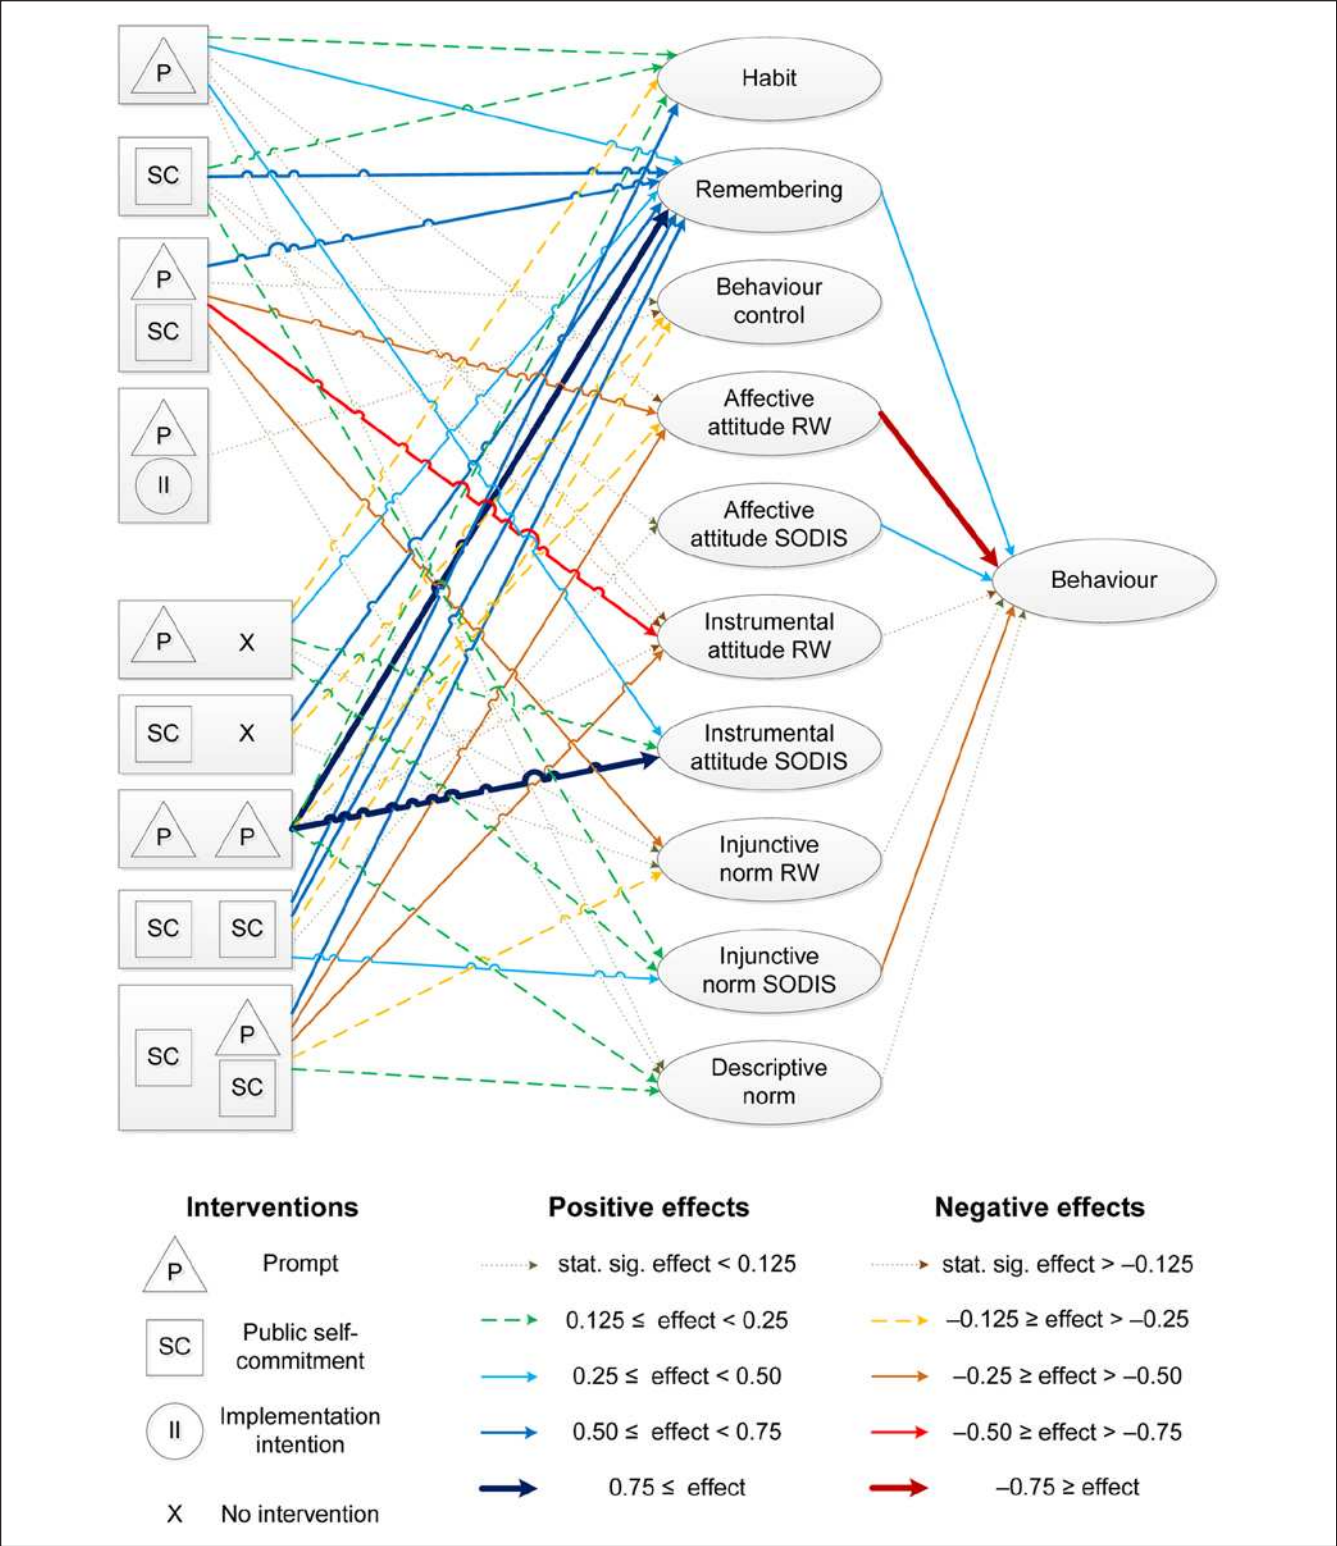 P
Habit
SC
Remembering
P
SC
Behaviour
control
Affective
attitude RW
P
II
Affective
attitude SODIS
Behaviour
P X
Instrumental
attitude RW
SC X
Instrumental
attitude SODIS
P P
Injunctive
norm RW
SC SC
Injunctive
norm SODIS
P
SC
SC
Descriptive
norm
Interventions
P Prompt
SC Public self-
commitment
II Implementation
intention
X No intervention
Positive effects
stat. sig. effect < 0.125
0.125 ≤ effect < 0.25
0.25 ≤ effect < 0.50
0.50 ≤ effect < 0.75
0.75 ≤ effect
Negative effects
stat. sig. effect > –0.125
–0.125 ≥ effect > –0.25
–0.25 ≥ effect > –0.50
–0.50 ≥ effect > –0.75
–0.75 ≥ effect